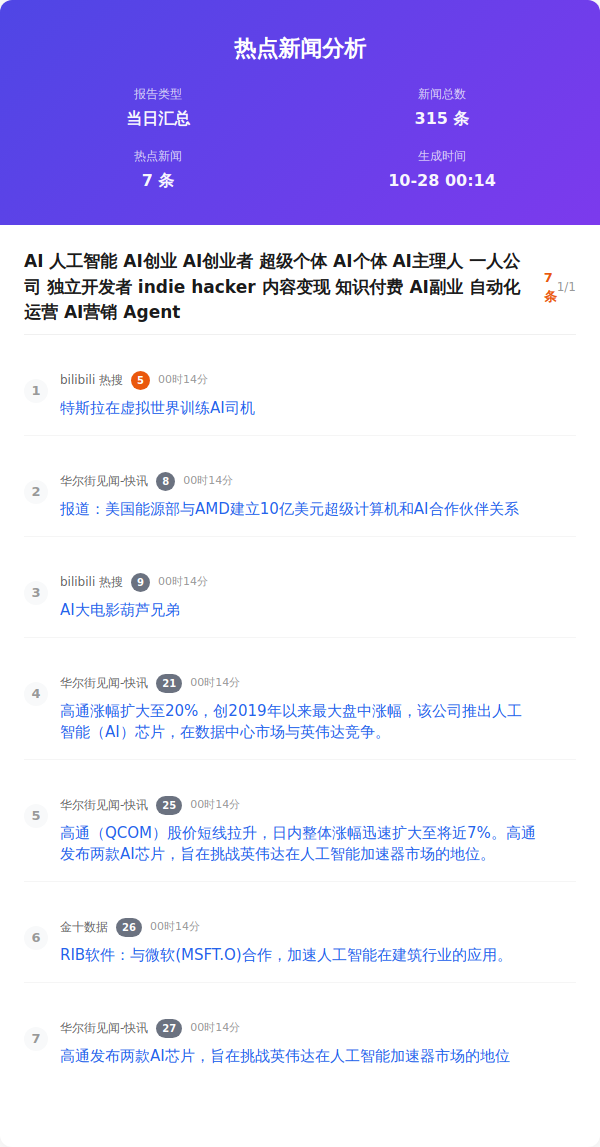 热点新闻分析
报告类型
当日汇总
新闻总数
315 条
热点新闻
7 条
生成时间
10-28 00:14
AI 人工智能 AI创业 AI创业者 超级个体 AI个体 AI主理人 一人公
司 独立开发者 indie hacker 内容变现 知识付费 AI副业 自动化
运营 AI营销 Agent
7
条
1/1
1
bilibili 热搜 5 00时14分
特斯拉在虚拟世界训练AI司机
2
华尔街见闻-快讯 8 00时14分
报道：美国能源部与AMD建立10亿美元超级计算机和AI合作伙伴关系
3
bilibili 热搜 9 00时14分
AI大电影葫芦兄弟
4
华尔街见闻-快讯 21 00时14分
高通涨幅扩大至20%，创2019年以来最大盘中涨幅，该公司推出人工
智能（AI）芯片，在数据中心市场与英伟达竞争。
5
华尔街见闻-快讯 25 00时14分
高通（QCOM）股价短线拉升，日内整体涨幅迅速扩大至将近7%。高通
发布两款AI芯片，旨在挑战英伟达在人工智能加速器市场的地位。
6
金十数据 26 00时14分
RIB软件：与微软(MSFT.O)合作，加速人工智能在建筑行业的应用。
7
华尔街见闻-快讯 27 00时14分
高通发布两款AI芯片，旨在挑战英伟达在人工智能加速器市场的地位